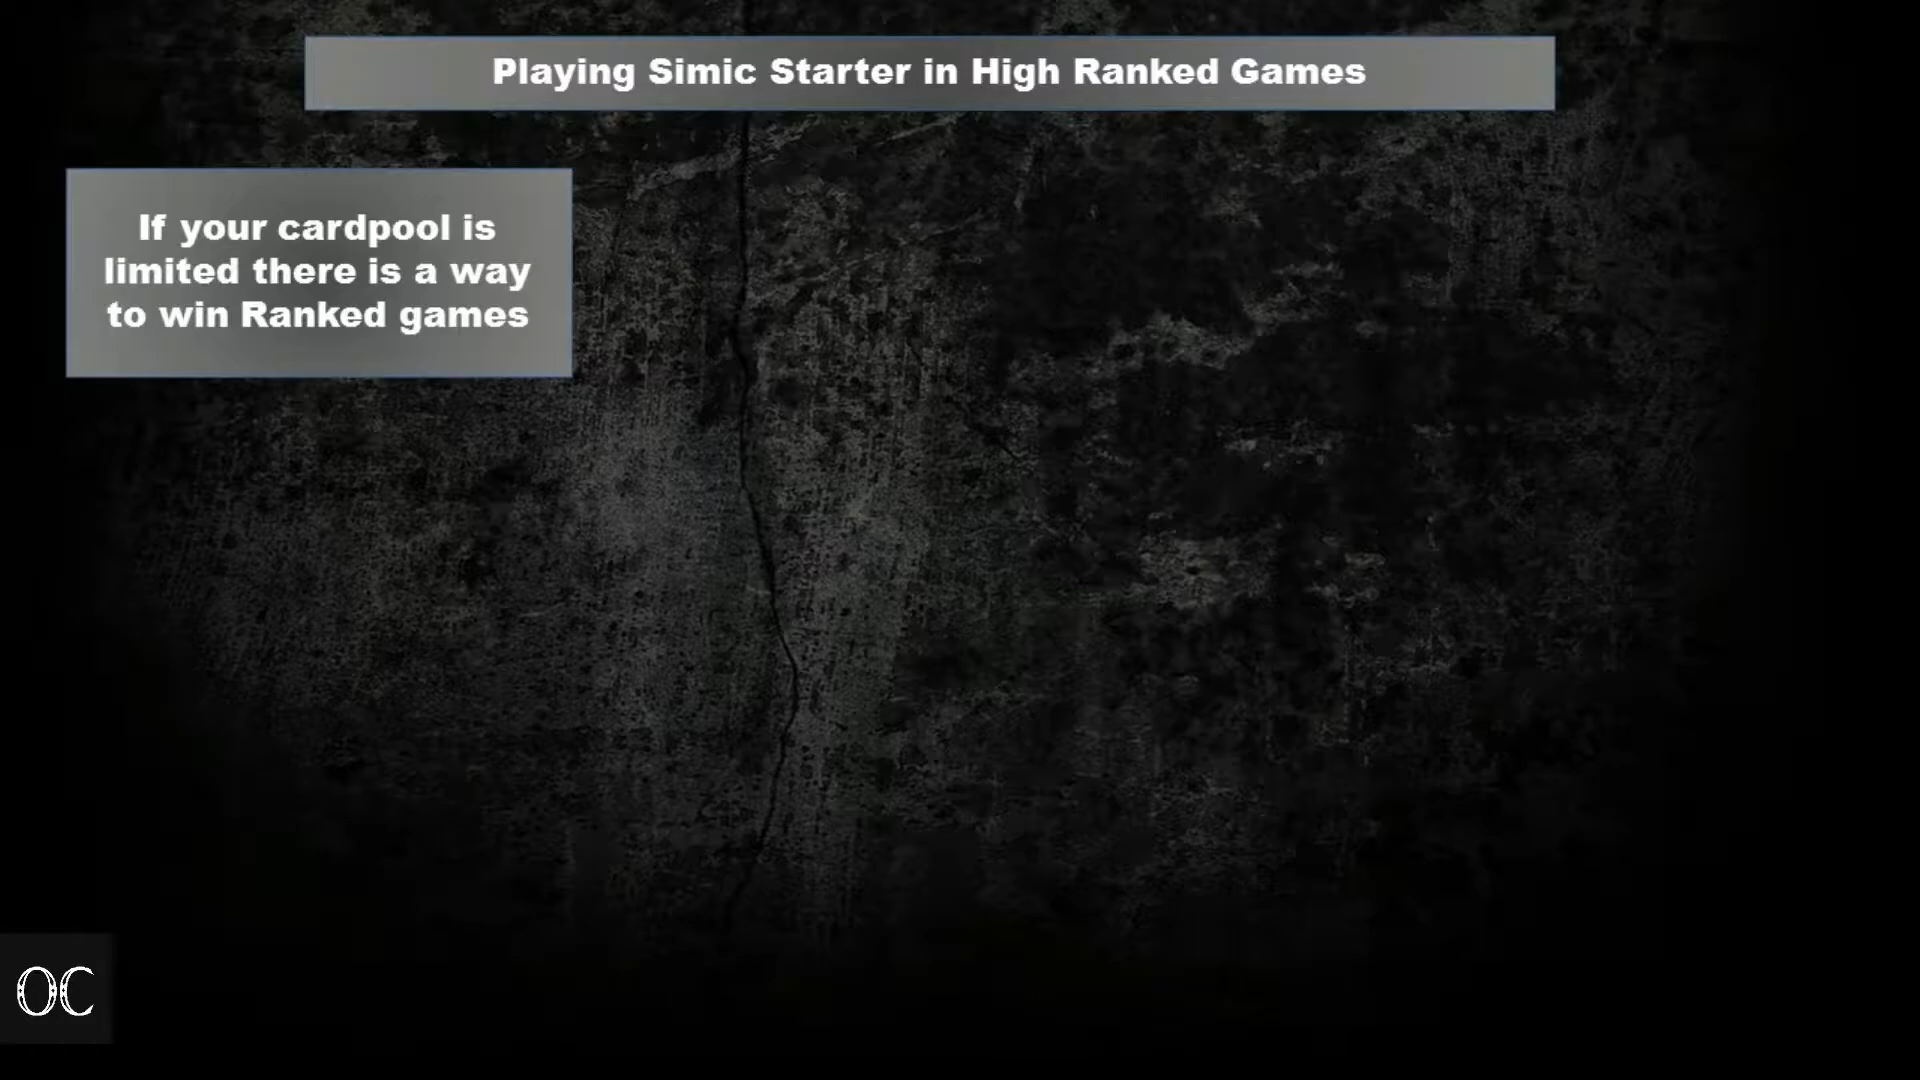 Playing Simic Starter in High Ranked Games
If your cardpool is
limited there is a way
to win Ranked games
OC